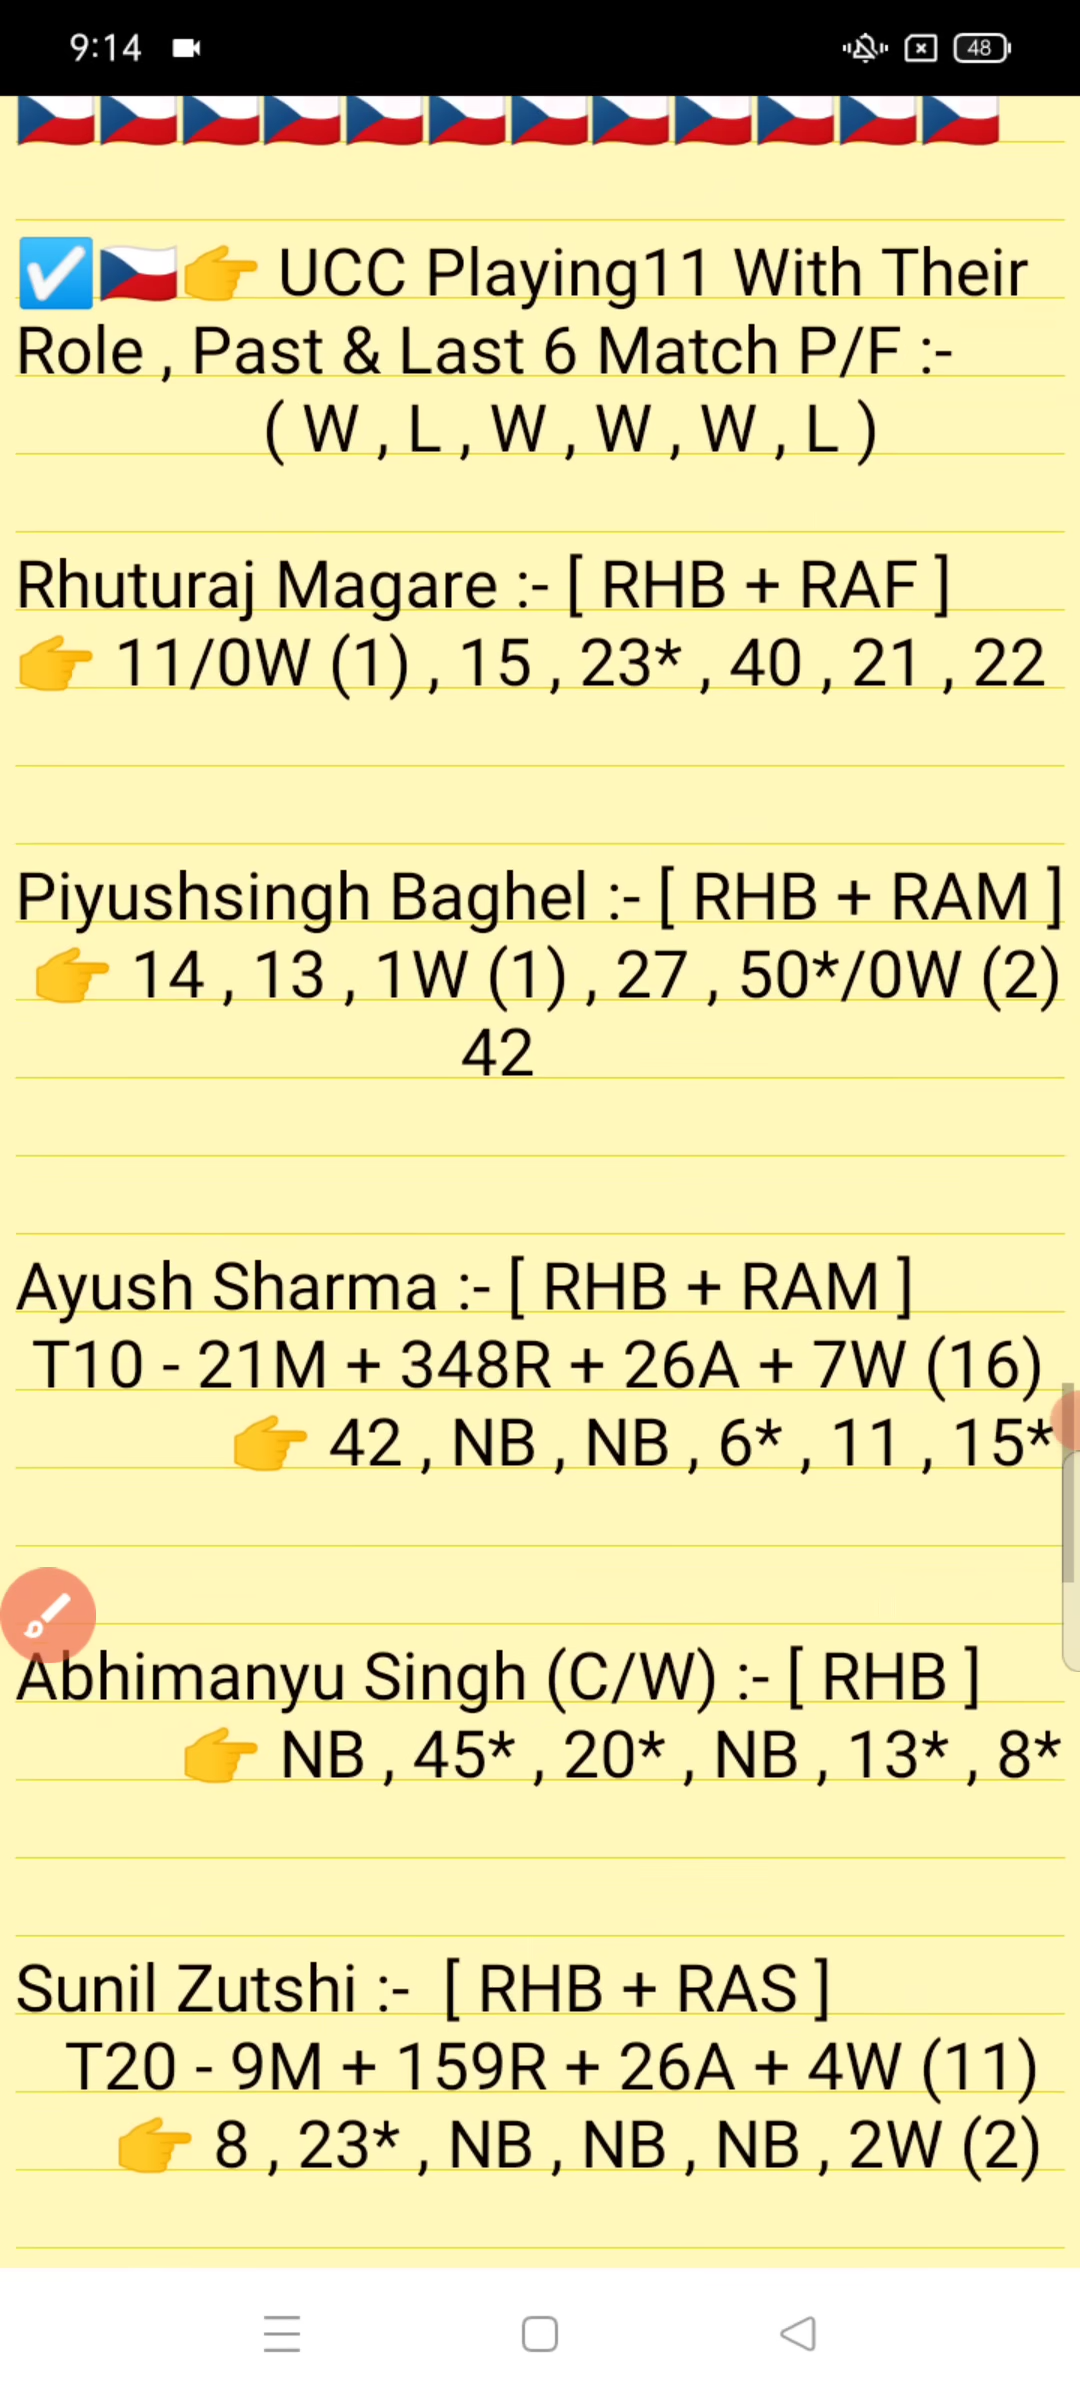 9:14
48
UCC Playing11 With Their
Role , Past & Last 6 Match P/F :-
( W , L , W , W , W , L )
Rhuturaj Magare :- [ RHB + RAF ]
11/0W (1) , 15 , 23* , 40 , 21 , 22
Piyushsingh Baghel :- [ RHB + RAM ]
14 , 13 , 1W (1) , 27 , 50*/0W (2)
42
Ayush Sharma :- [ RHB + RAM ]
T10 - 21M + 348R + 26A + 7W (16)
42 , NB , NB , 6* , 11 , 15*
Abhimanyu Singh (C/W) :- [ RHB ]
NB , 45* , 20* , NB , 13* , 8*
Sunil Zutshi :- [ RHB + RAS ]
T20 - 9M + 159R + 26A + 4W (11)
8 , 23* , NB , NB , NB , 2W (2)